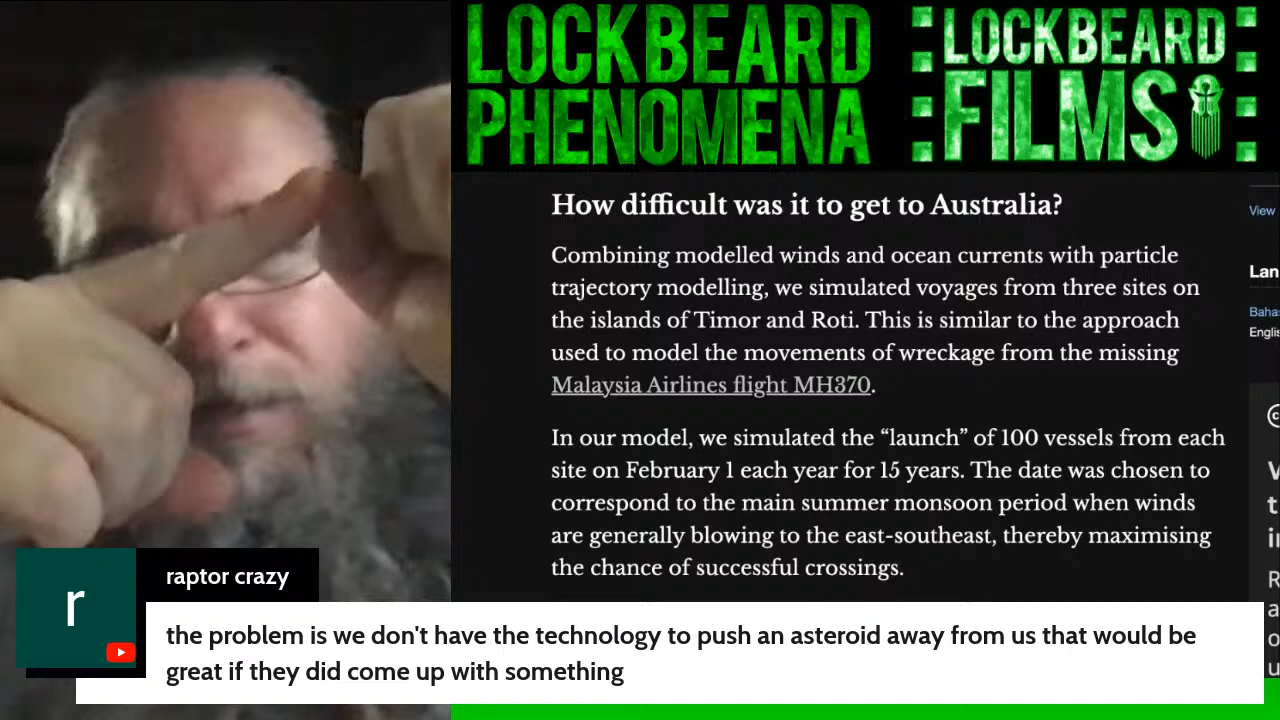 LOCKBEARD
PHENOMENA
LOCKBEARD
FILMS
How difficult was it to get to Australia?
Combining modelled winds and ocean currents with particle
trajectory modelling, we simulated voyages from three sites on
the islands of Timor and Roti. This is similar to the approach
used to model the movements of wreckage from the missing
Malaysia Airlines flight MH370.
In our model, we simulated the “launch” of 100 vessels from each
site on February 1 each year for 15 years. The date was chosen to
correspond to the main summer monsoon period when winds
are generally blowing to the east-southeast, thereby maximising
the chance of successful crossings.
View
Lan
Baha
Englis
r
raptor crazy
the problem is we don't have the technology to push an asteroid away from us that would be
great if they did come up with something